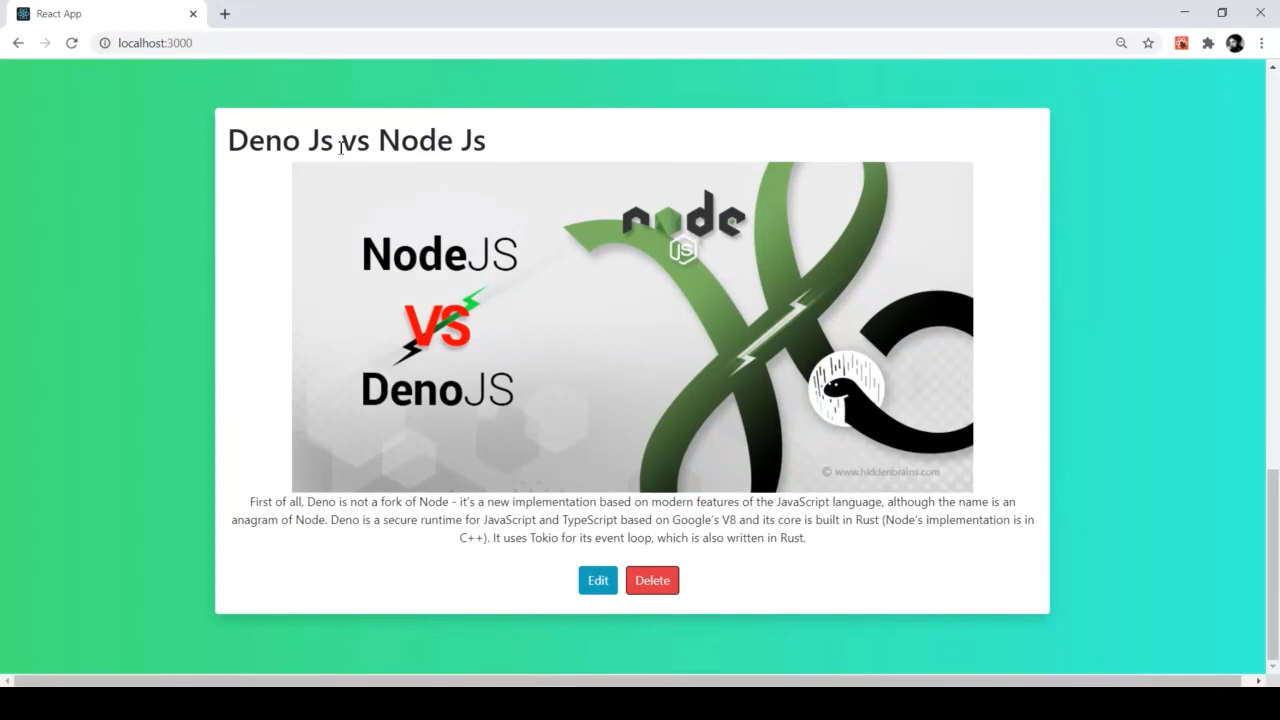 React App
localhost:3000
Deno Js vs Node Js
NodeJS
VS
DenoJS
node
JS
© www.hiddenbrains.com
First of all, Deno is not a fork of Node - it's a new implementation based on modern features of the JavaScript language, although the name is an
anagram of Node. Deno is a secure runtime for JavaScript and TypeScript based on Google's V8 and its core is built in Rust (Node's implementation is in
C++). It uses Tokio for its event loop, which is also written in Rust.
Edit
Delete